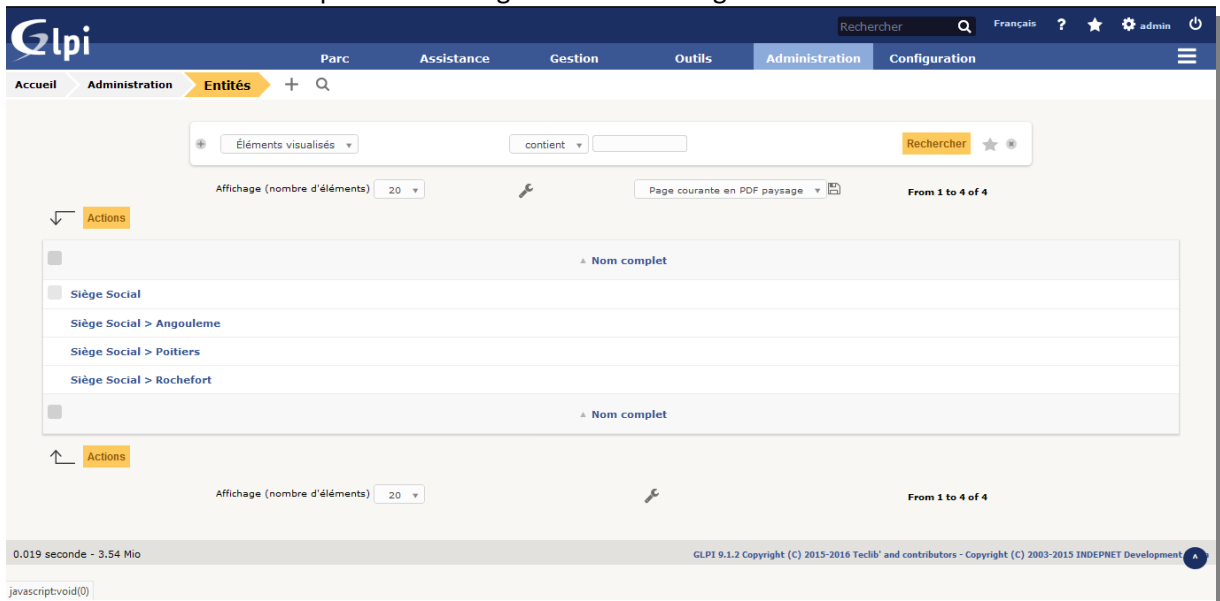 Glpi
Rechercher Français ? admin
Parc Assistance Gestion Outils Administration Configuration
Accueil Administration Entités
Éléments visualisés contient Rechercher
Affichage (nombre d'éléments) 20 Page courante en PDF paysage From 1 to 4 of 4
Actions
Nom complet
Siège Social
Siège Social > Angouleme
Siège Social > Poitiers
Siège Social > Rochefort
Nom complet
Actions
Affichage (nombre d'éléments) 20 From 1 to 4 of 4
0.019 seconde - 3.54 Mio GLPI 9.1.2 Copyright (C) 2015-2016 Teclib' and contributors - Copyright (C) 2003-2015 INDEPNET Development
javascript:void(0)